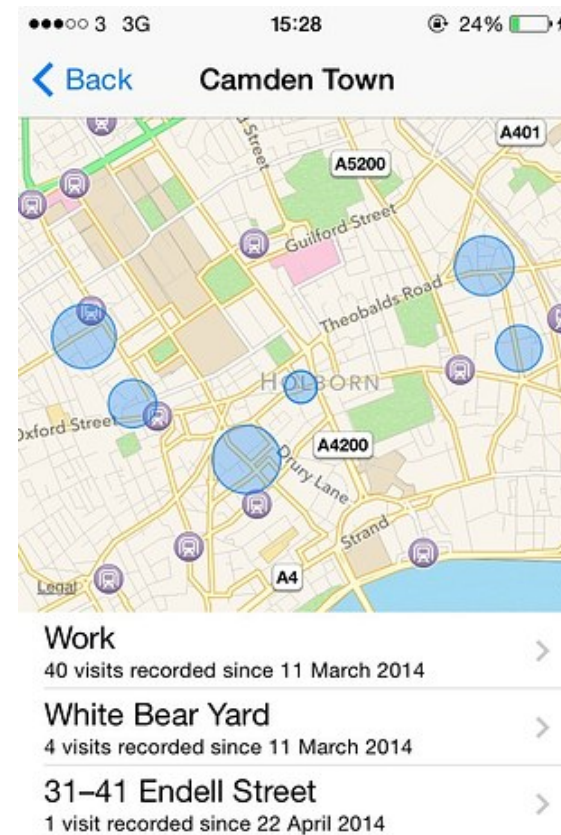 3 3G 15:28 24%
Back Camden Town
A401
Street
A5200
Guilford Street
Theobalds Road
HOLBORN
Oxford Street
A4200
Drury Lane
Strand
Legal
A4
Work
40 visits recorded since 11 March 2014
White Bear Yard
4 visits recorded since 11 March 2014
31–41 Endell Street
1 visit recorded since 22 April 2014